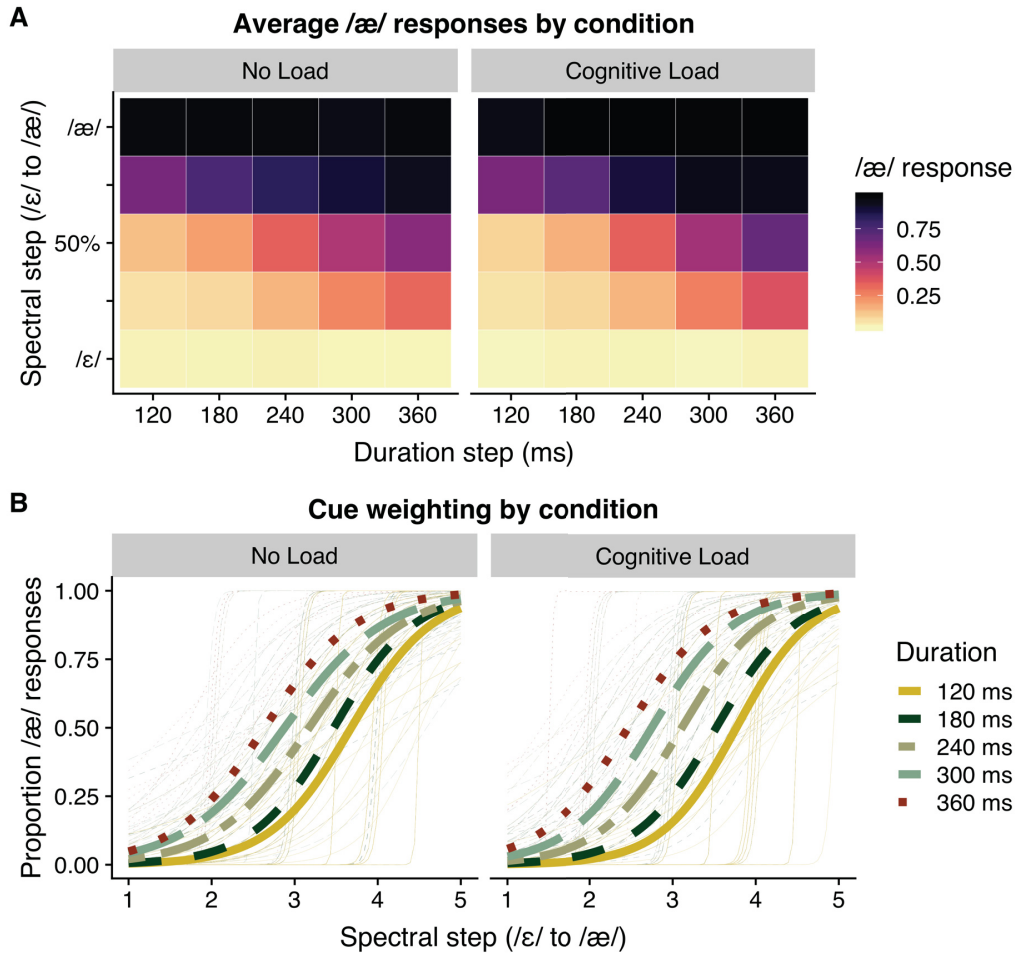 A
Average /æ/ responses by condition
No Load
Cognitive Load
Spectral step (/ɛ/ to /æ/)
/æ/
50%
/ɛ/
120 180 240 300 360
120 180 240 300 360
Duration step (ms)
/æ/ response
0.75
0.50
0.25
B
Cue weighting by condition
No Load
Cognitive Load
Proportion /æ/ responses
1.00
0.75
0.50
0.25
0.00
1 2 3 4 5
1 2 3 4 5
Spectral step (/ɛ/ to /æ/)
Duration
120 ms
180 ms
240 ms
300 ms
360 ms